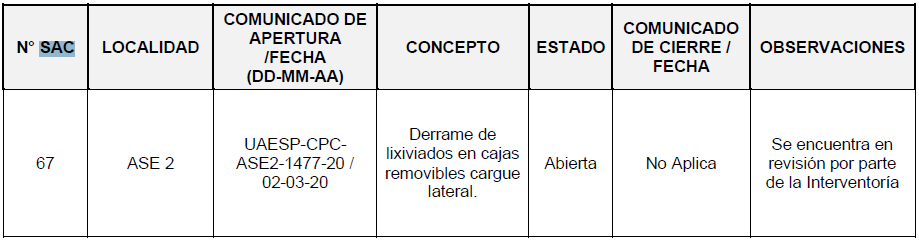 N° SAC
LOCALIDAD
COMUNICADO DE
APERTURA
/FECHA
(DD-MM-AA)
CONCEPTO
ESTADO
COMUNICADO
DE CIERRE /
FECHA
OBSERVACIONES
67
ASE 2
UAESP-CPC-
ASE2-1477-20 /
02-03-20
Derrame de
lixiviados en cajas
removibles cargue
lateral.
Abierta
No Aplica
Se encuentra en
revisión por parte
de la Interventoría